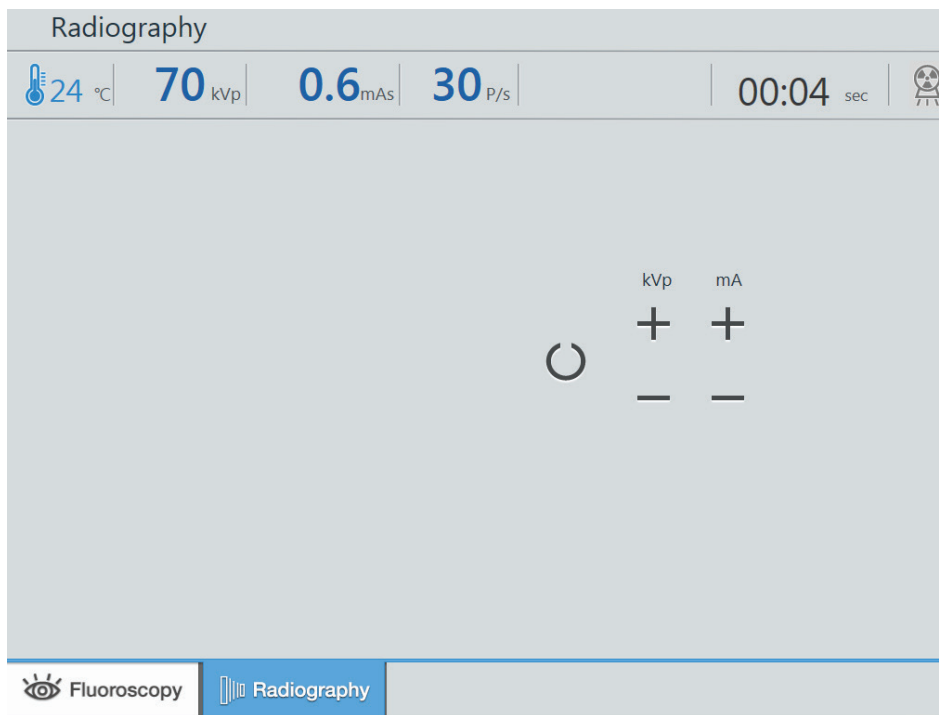 Radiography
24 °C 70 kVp 0.6 mAs 30 P/s 00:04 sec
kVp mA
+ +
− −
Fluoroscopy Radiography